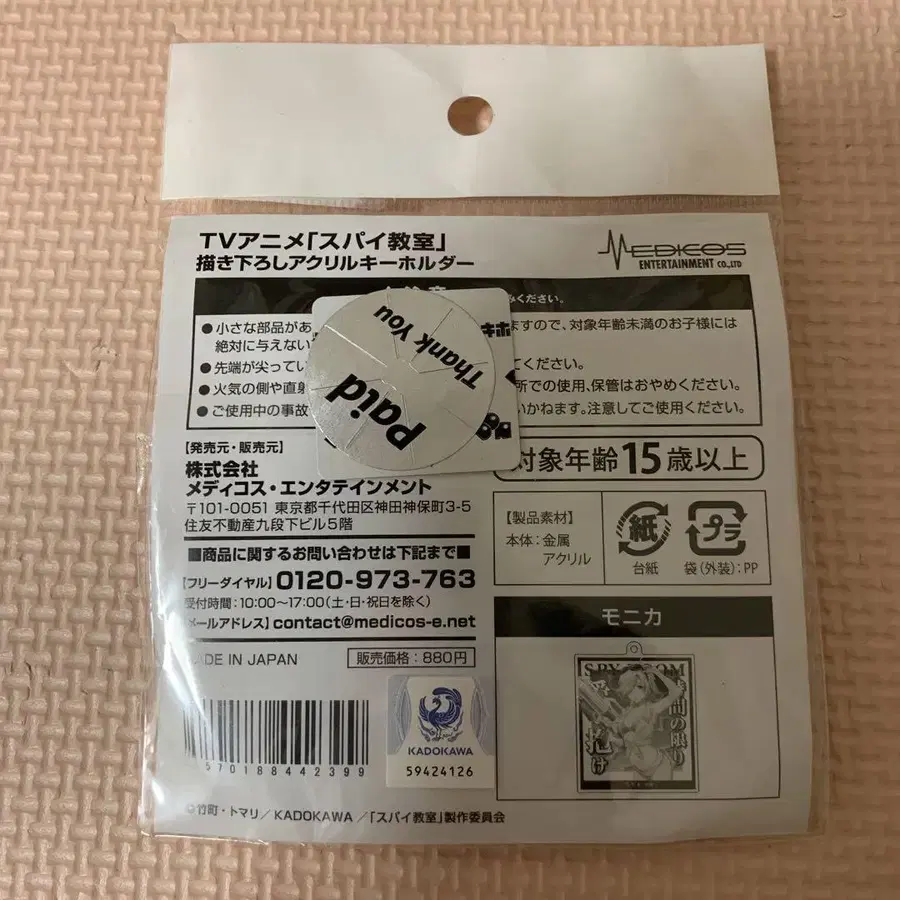 TVアニメ「スパイ教室」
描き下ろしアクリルキーホルダー
MEDICOS
ENTERTAINMENT CO.,LTD
ください。
●小さな部品があ
ますので、対象年齢未満のお子様には
絶対に与えない
●先端が尖ってい
てください。
●火気の側や直射
所での使用、保管はおやめください。
●ご使用中の事故
いかねます。注意してご使用ください。
Thank You
Paid
対象年齢15歳以上
【発売元・販売元】
株式会社
メディコス・エンタテインメント
〒101-0051 東京都千代田区神田神保町3-5
住友不動産九段下ビル5階
■商品に関するお問い合わせは下記まで■
【フリーダイヤル】0120-973-763
受付時間:10:00〜17:00(土・日・祝日を除く)
メールアドレス】contact@medicos-e.net
MADE IN JAPAN
販売価格:880円
【製品素材】
本体:金属
アクリル
紙
台紙
プラ
袋(外装):PP
モニカ
時間の限り
抱け
570188442399
KADOKAWA
59424126
©竹町・トマリ/KADOKAWA/「スパイ教室」製作委員会